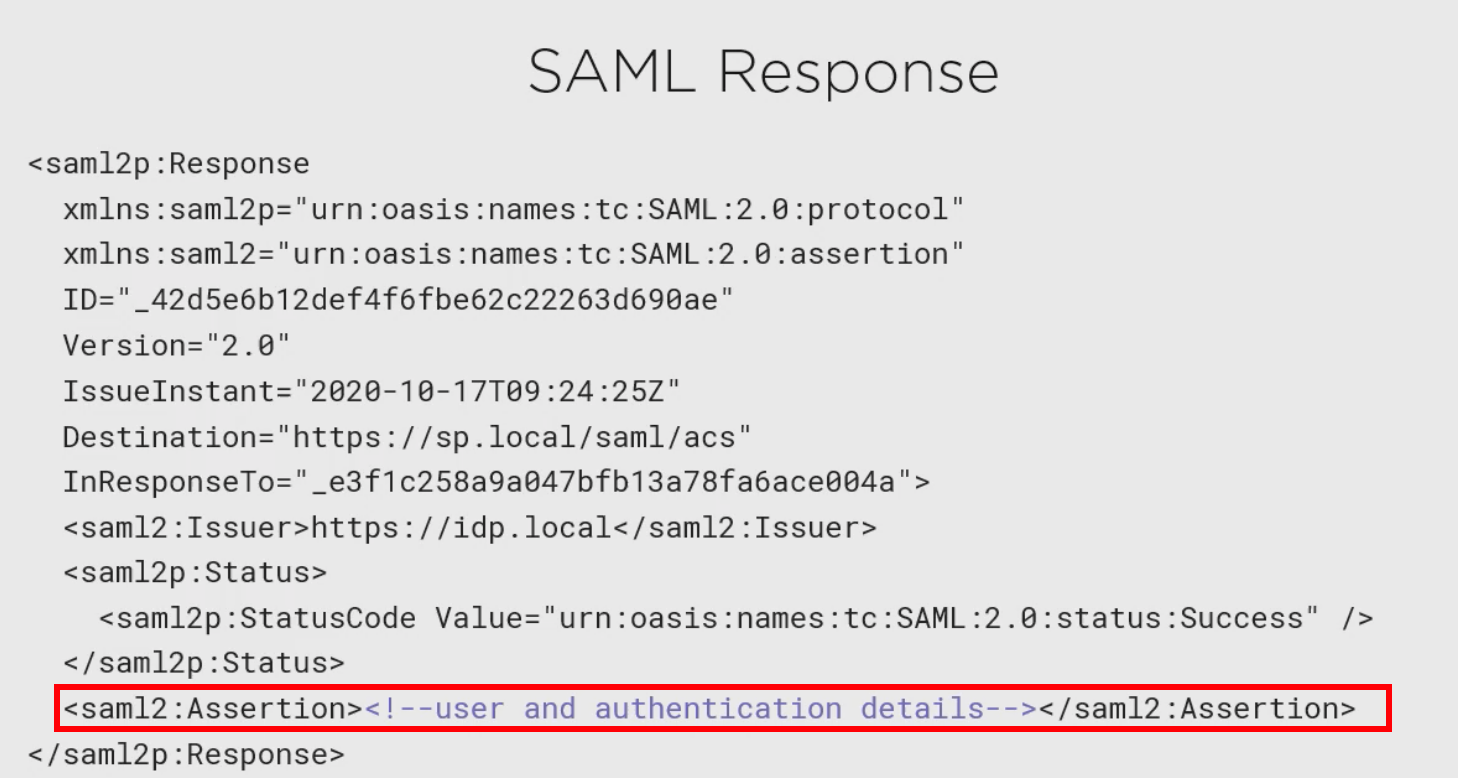 SAML Response
<saml2p:Response
xmlns:saml2p="urn:oasis:names:tc:SAML:2.0:protocol"
xmlns:saml2="urn:oasis:names:tc:SAML:2.0:assertion"
ID="_42d5e6b12def4f6fbe62c22263d690ae"
Version="2.0"
IssueInstant="2020-10-17T09:24:25Z"
Destination="https://sp.local/saml/acs"
InResponseTo="_e3f1c258a9a047bfb13a78fa6ace004a">
<saml2:Issuer>https://idp.local</saml2:Issuer>
<saml2p:Status>
<saml2p:StatusCode Value="urn:oasis:names:tc:SAML:2.0:status:Success" />
</saml2p:Status>
<saml2:Assertion><!--user and authentication details--></saml2:Assertion>
</saml2p:Response>